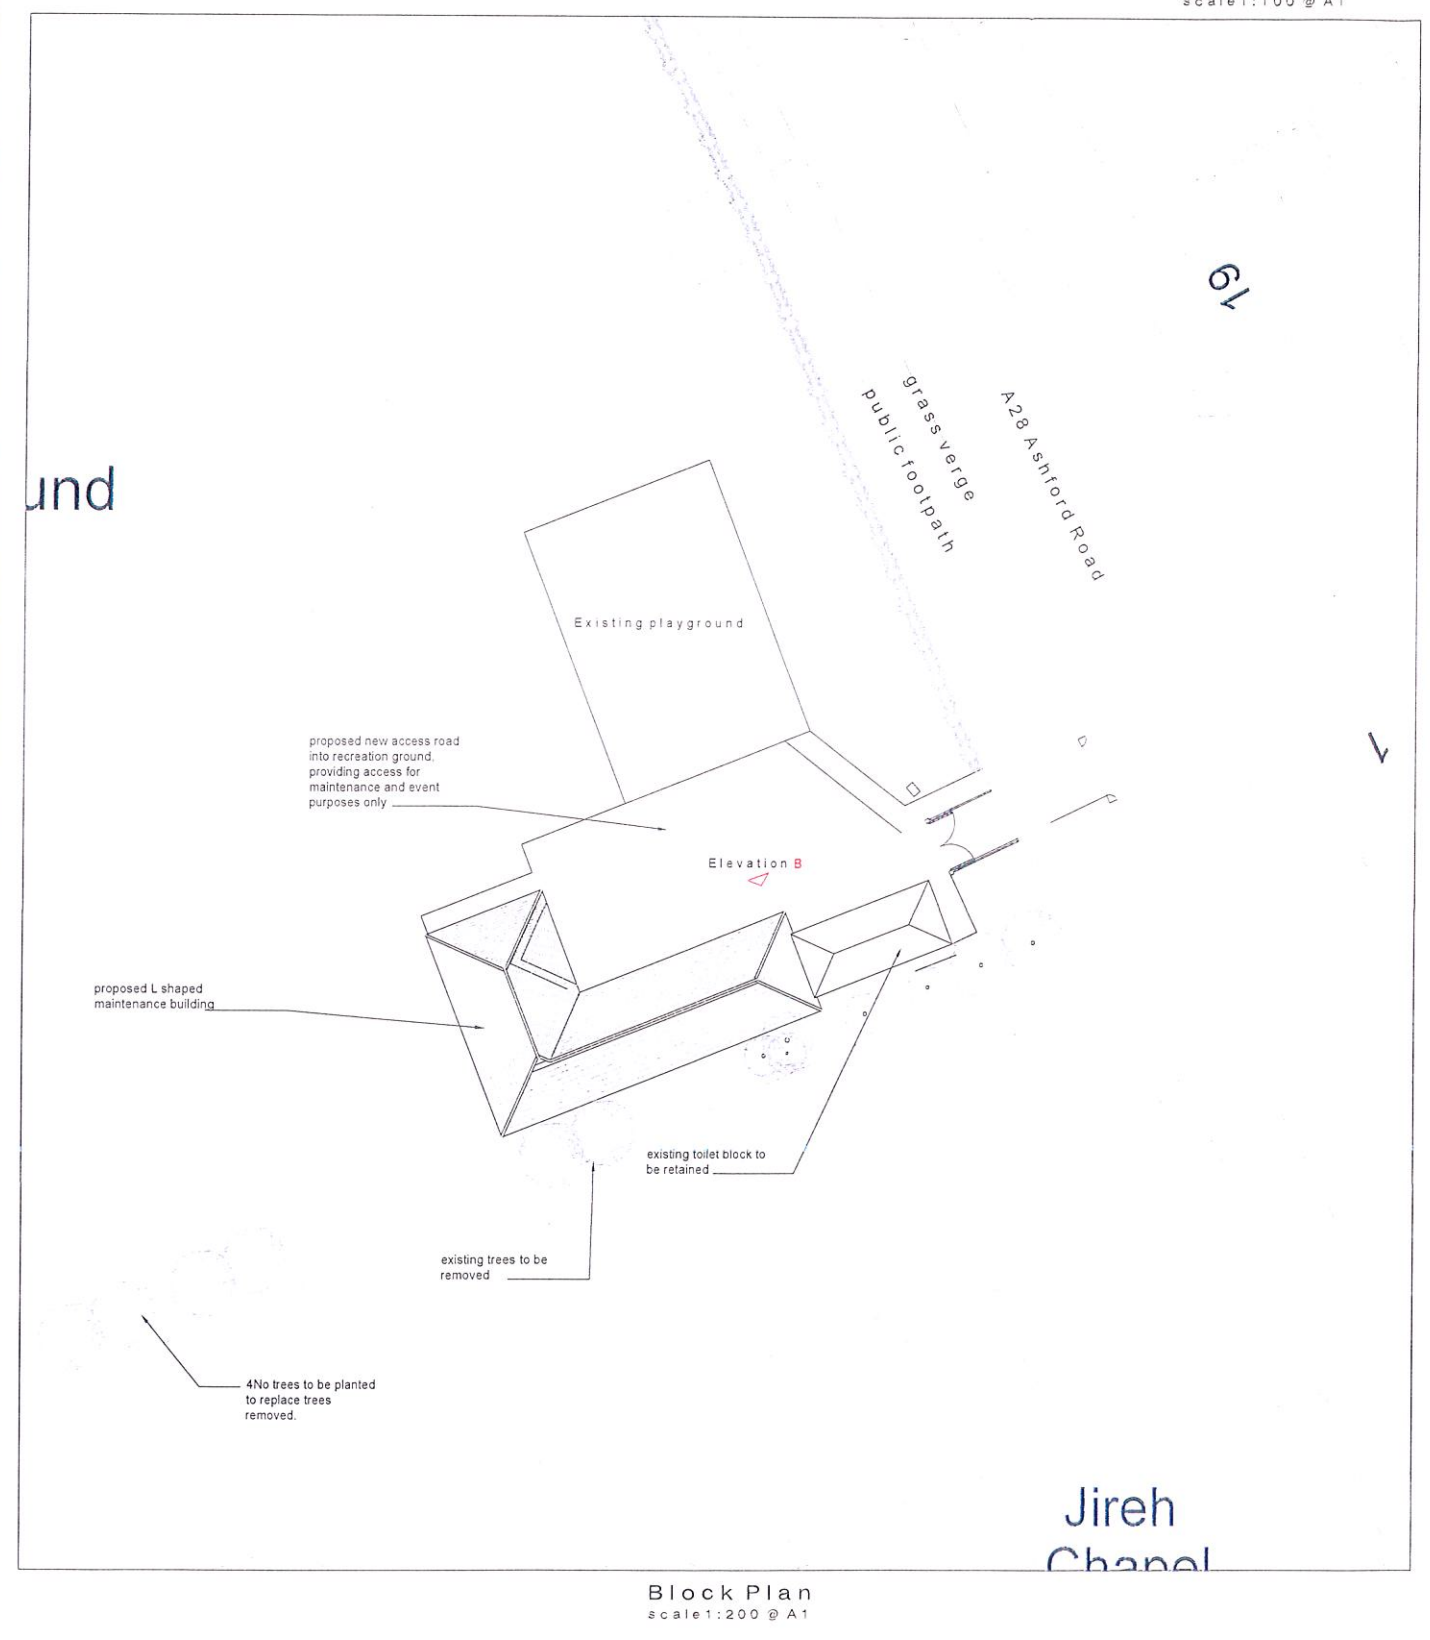 scale1:100 @ A1
19
grass verge
public footpath
A28 Ashford Road
und
Existing playground
proposed new access road
into recreation ground.
providing access for
maintenance and event
purposes only
1
Elevation B
proposed L shaped
maintenance building
existing toilet block to
be retained
existing trees to be
removed
4No trees to be planted
to replace trees
removed.
Jireh
Chapel
Block Plan
scale1:200 @ A1